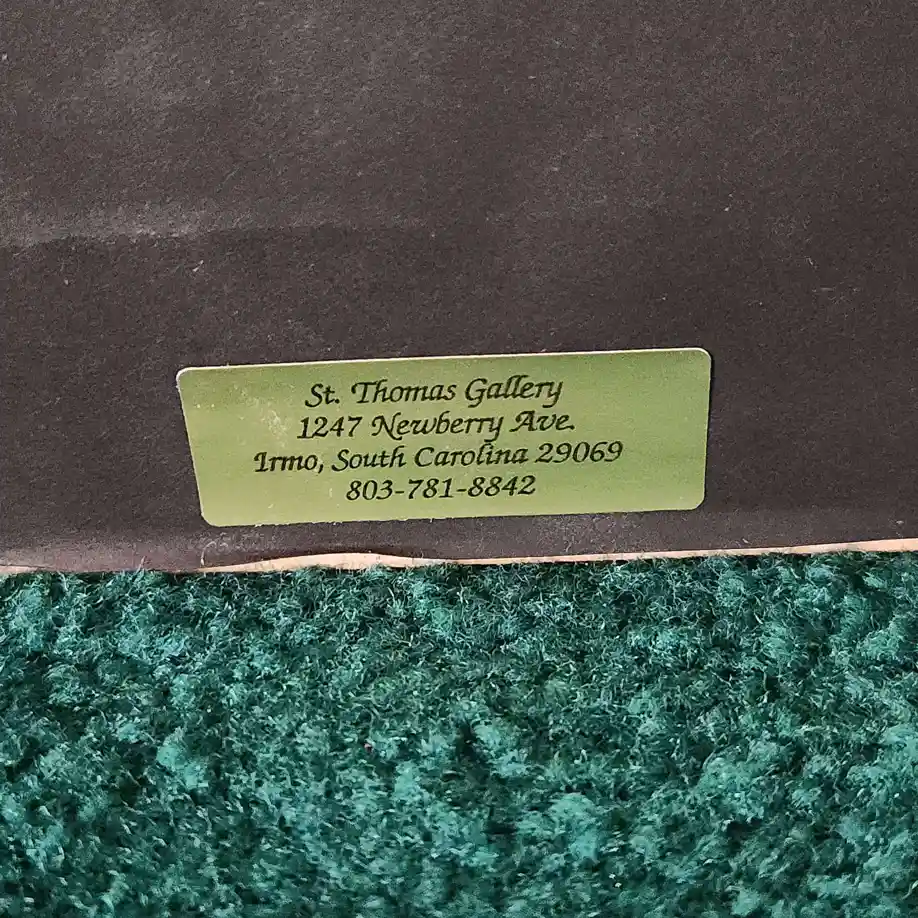 St. Thomas Gallery
1247 Newberry Ave.
Irmo, South Carolina 29069
803-781-8842